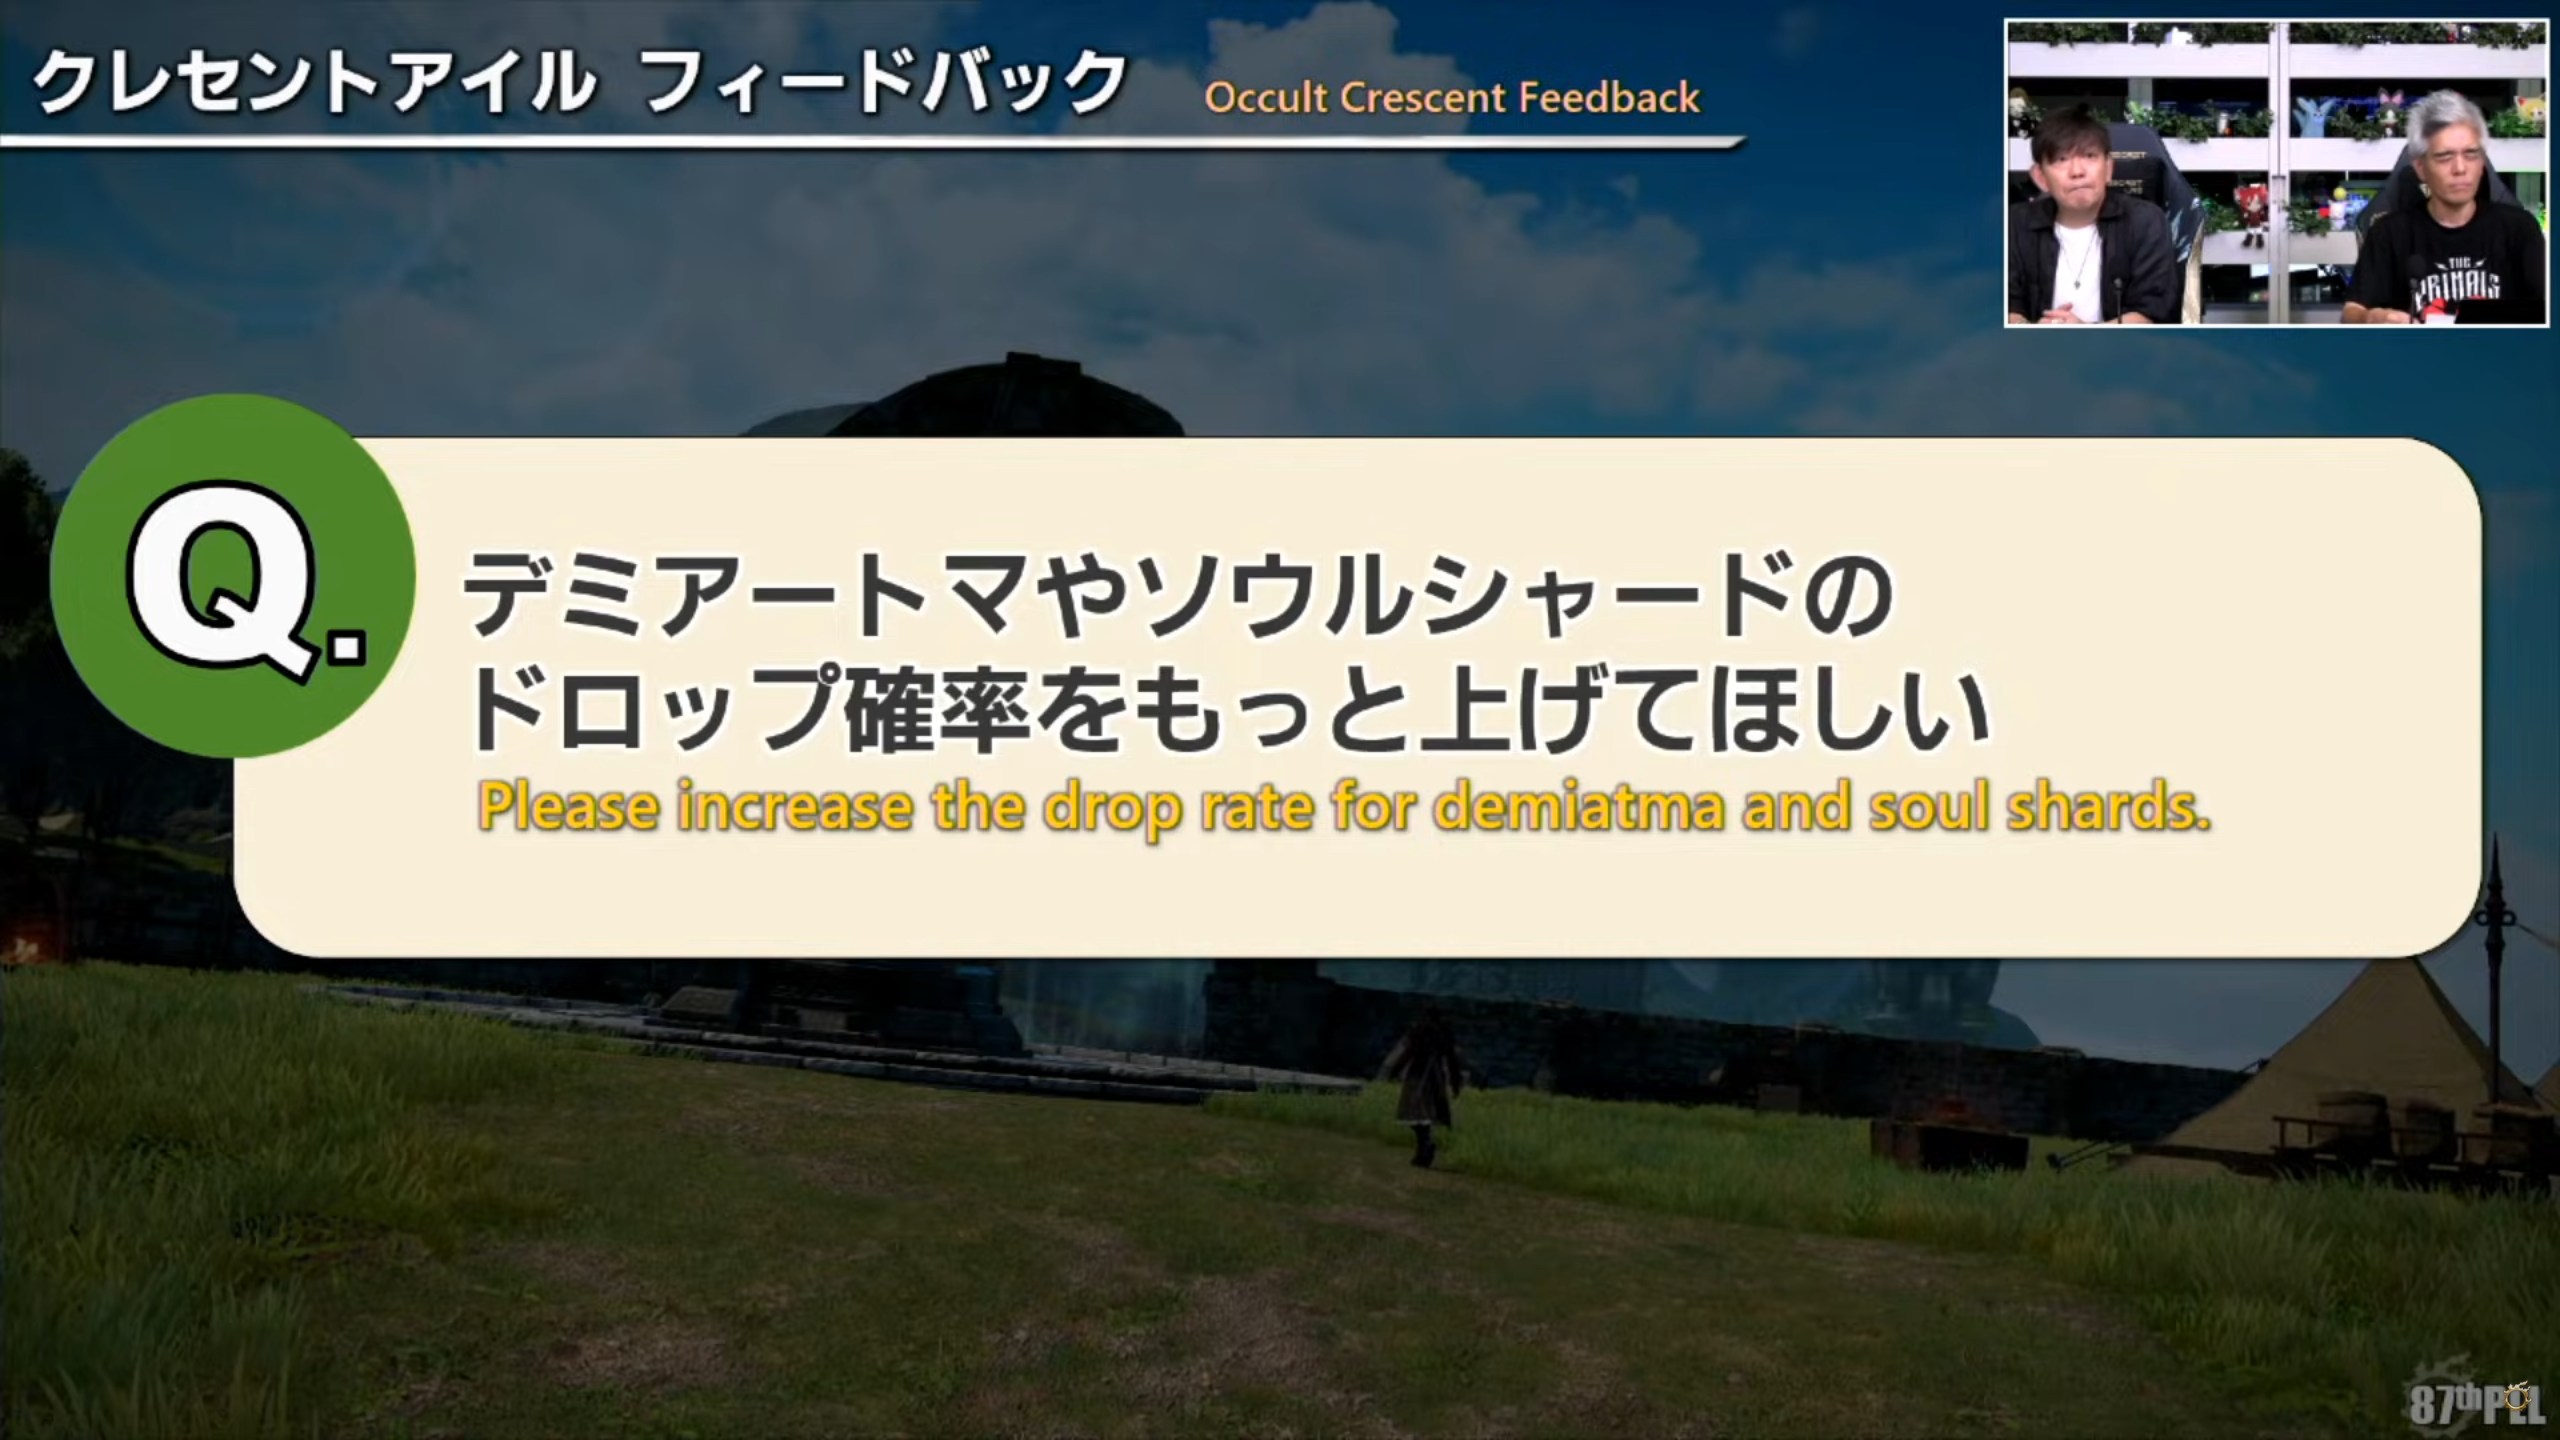 クレセントアイル フィードバック
Occult Crescent Feedback
THE
PRIMALS
Q.
デミアートマやソウルシャードの
ドロップ確率をもっと上げてほしい
Please increase the drop rate for demiatma and soul shards.
87thPLL